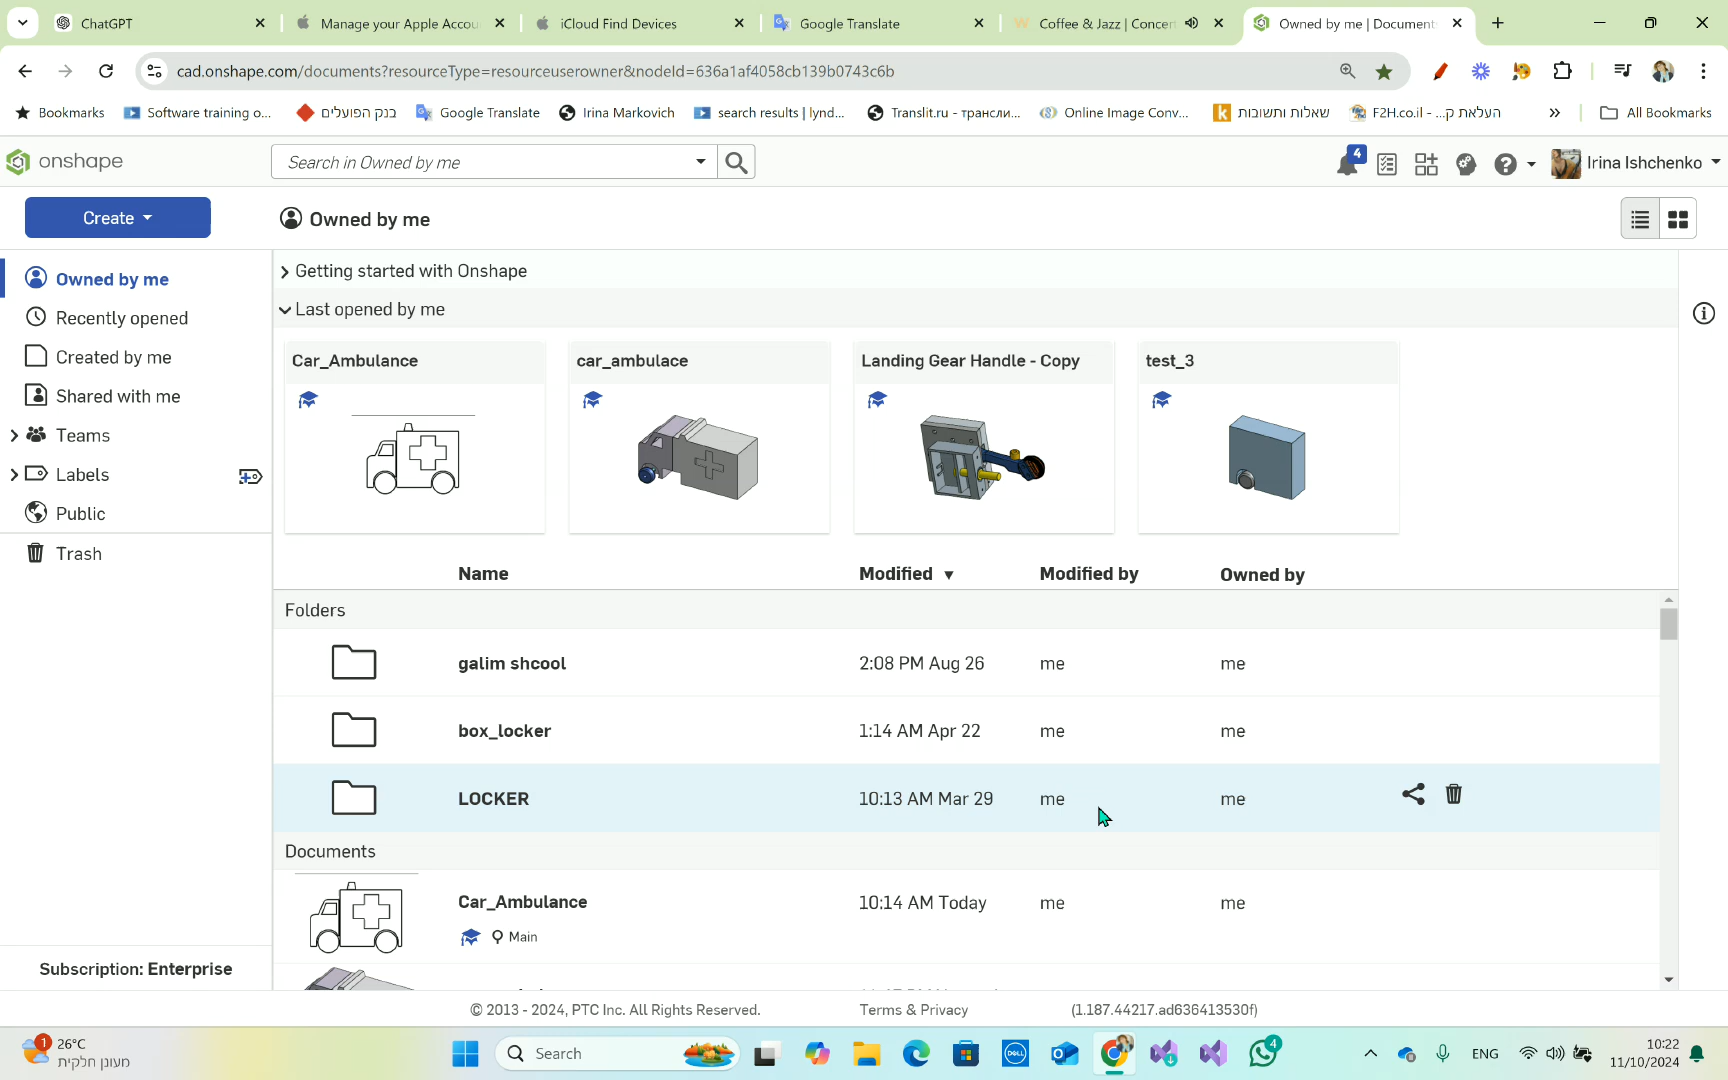 ChatGPT
Manage your Apple Accou
iCloud Find Devices
Google Translate
Coffee & Jazz | Concer
Owned by me | Document
cad.onshape.com/documents?resourceType=resourceuserowner&nodeId=636a1af4058cb139b0743c6b
Bookmarks
Software training o...
בנק הפועלים
Google Translate
Irina Markovich
search results | lynd...
Translit.ru - трансли...
Online Image Conv...
שאלות ותשובות
F2H.co.il - ...העלאת ק
All Bookmarks
onshape
Search in Owned by me
4
Irina Ishchenko
Create
Owned by me
Owned by me
Recently opened
Created by me
Shared with me
Teams
Labels
Public
Trash
Subscription: Enterprise
Getting started with Onshape
Last opened by me
Car_Ambulance
car_ambulace
Landing Gear Handle - Copy
test_3
Name Modified Modified by Owned by
Folders
galim shcool 2:08 PM Aug 26 me me
box_locker 1:14 AM Apr 22 me me
LOCKER 10:13 AM Mar 29 me me
Documents
Car_Ambulance 10:14 AM Today me me
Main
© 2013 - 2024, PTC Inc. All Rights Reserved.
Terms & Privacy
(1.187.44217.ad636413530f)
1
26°C
מעונן חלקית
Search
DELL
4
ENG
10:22
11/10/2024